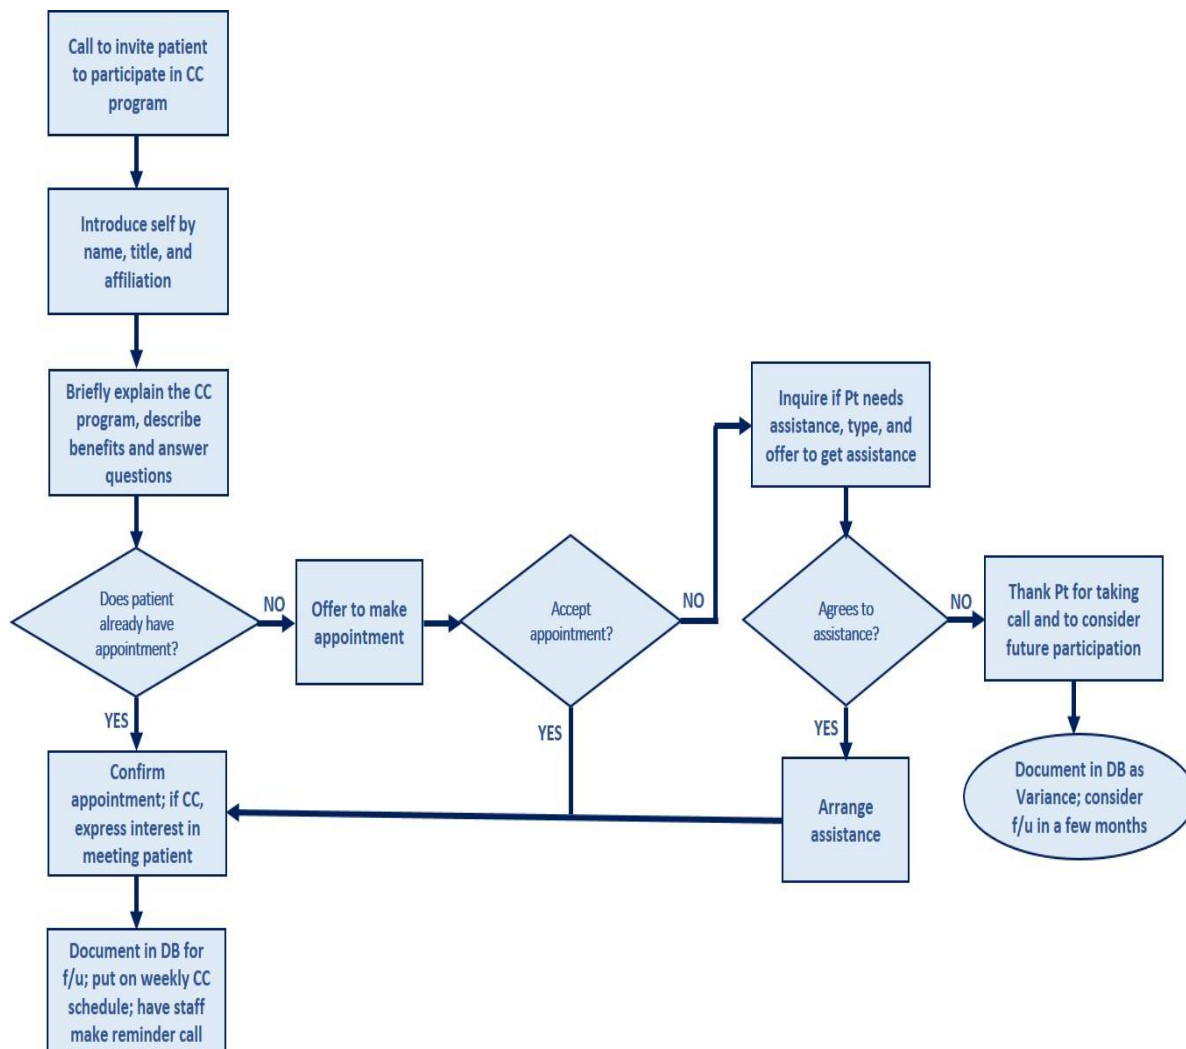 Call to invite patient
to participate in CC
program
Introduce self by
name, title, and
affiliation
Briefly explain the CC
program, describe
benefits and answer
questions
Does patient
already have
appointment?
NO
Offer to make
appointment
Accept
appointment?
NO
Inquire if Pt needs
assistance, type, and
offer to get assistance
Agrees to
assistance?
NO
Thank Pt for taking
call and to consider
future participation
Document in DB as
Variance; consider
f/u in a few months
YES
Arrange
assistance
YES
YES
Confirm
appointment; if CC,
express interest in
meeting patient
Document in DB for
f/u; put on weekly CC
schedule; have staff
make reminder call